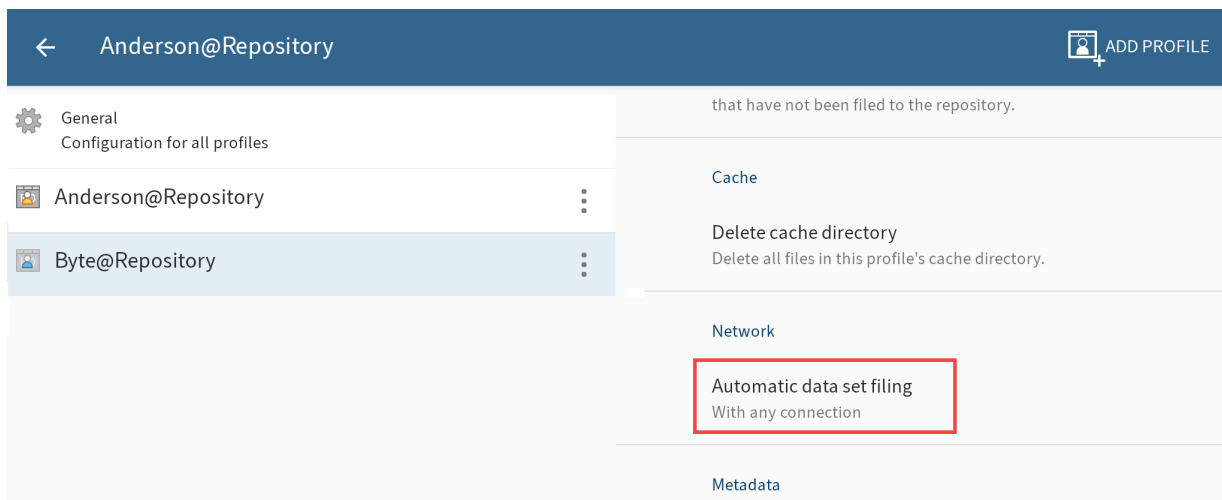 Anderson@Repository
ADD PROFILE
General
Configuration for all profiles
Anderson@Repository
Byte@Repository
that have not been filed to the repository.
Cache
Delete cache directory
Delete all files in this profile's cache directory.
Network
Automatic data set filing
With any connection
Metadata